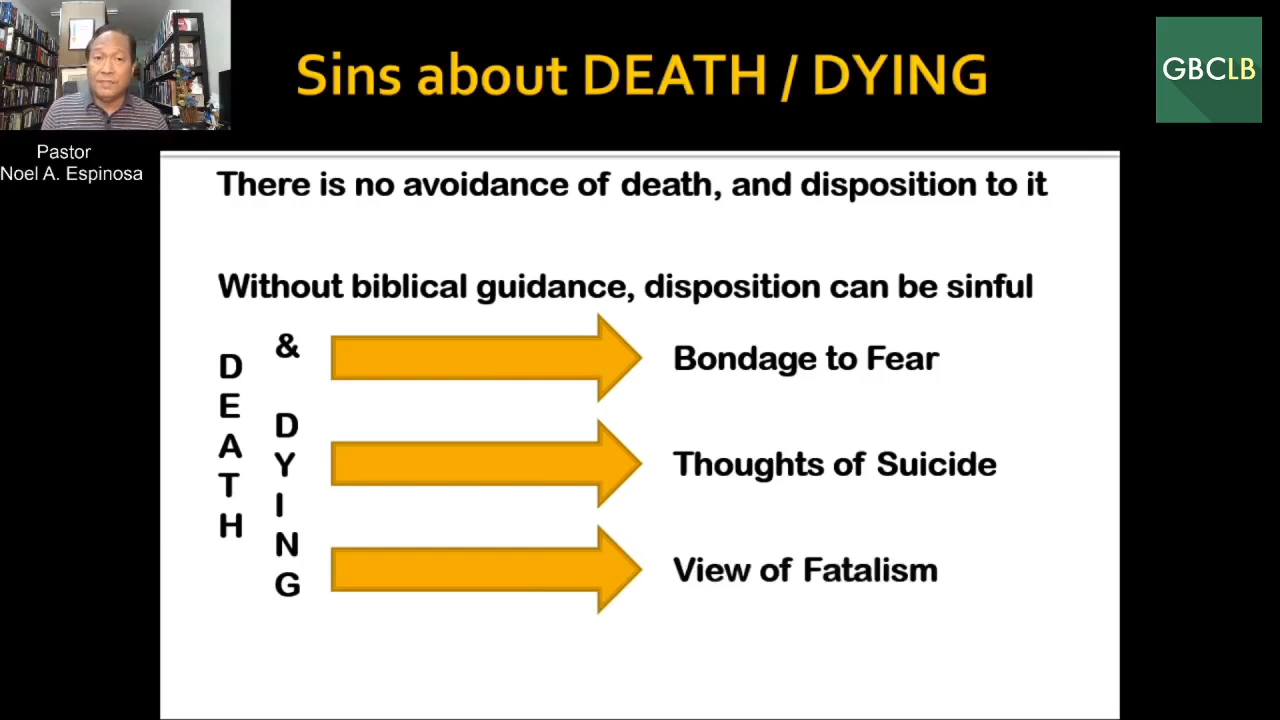 Sins about DEATH / DYING
GBCLB
Pastor
Noel A. Espinosa
There is no avoidance of death, and disposition to it
Without biblical guidance, disposition can be sinful
DEATH
& DYING
Bondage to Fear
Thoughts of Suicide
View of Fatalism